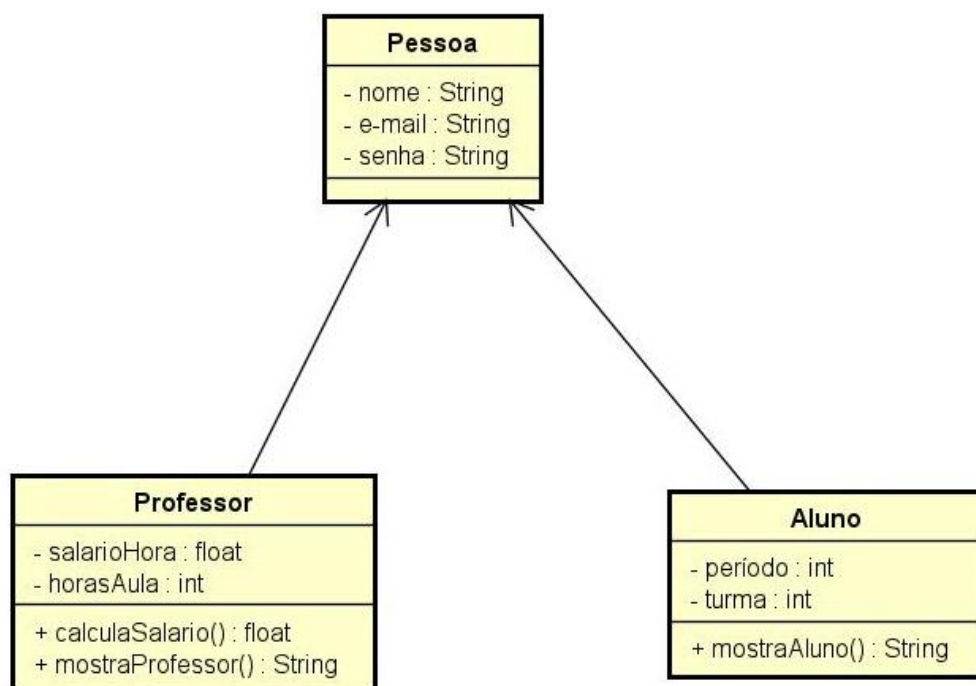 Pessoa
- nome : String
- e-mail : String
- senha : String
Professor
- salarioHora : float
- horasAula : int
+ calculaSalario() : float
+ mostraProfessor() : String
Aluno
- período : int
- turma : int
+ mostraAluno() : String